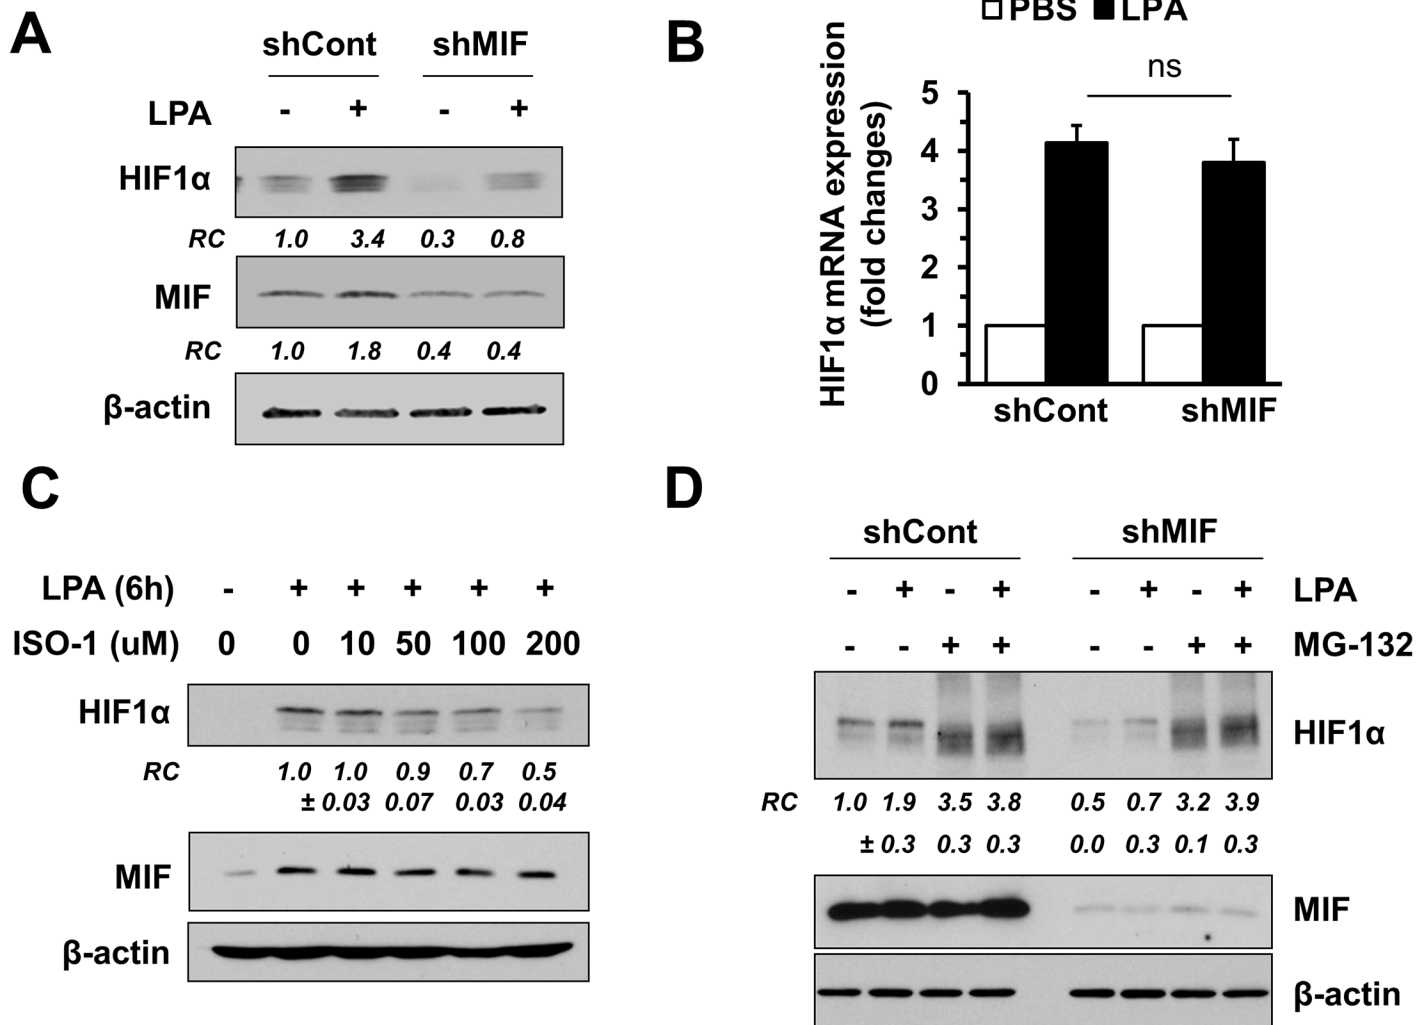 A
shCont shMIF
LPA - + - +
HIF1α
RC 1.0 3.4 0.3 0.8
MIF
RC 1.0 1.8 0.4 0.4
β-actin
B
PBS LPA
ns
HIF1α mRNA expression
(fold changes)
5
4
3
2
1
0
shCont shMIF
C
LPA (6h) - + + + + +
ISO-1 (uM) 0 0 10 50 100 200
HIF1α
RC 1.0 1.0 0.9 0.7 0.5
± 0.03 0.07 0.03 0.04
MIF
β-actin
D
shCont shMIF
- + - + - + - + LPA
- - + + - - + + MG-132
HIF1α
RC 1.0 1.9 3.5 3.8 0.5 0.7 3.2 3.9
± 0.3 0.3 0.3 0.0 0.3 0.1 0.3
MIF
β-actin